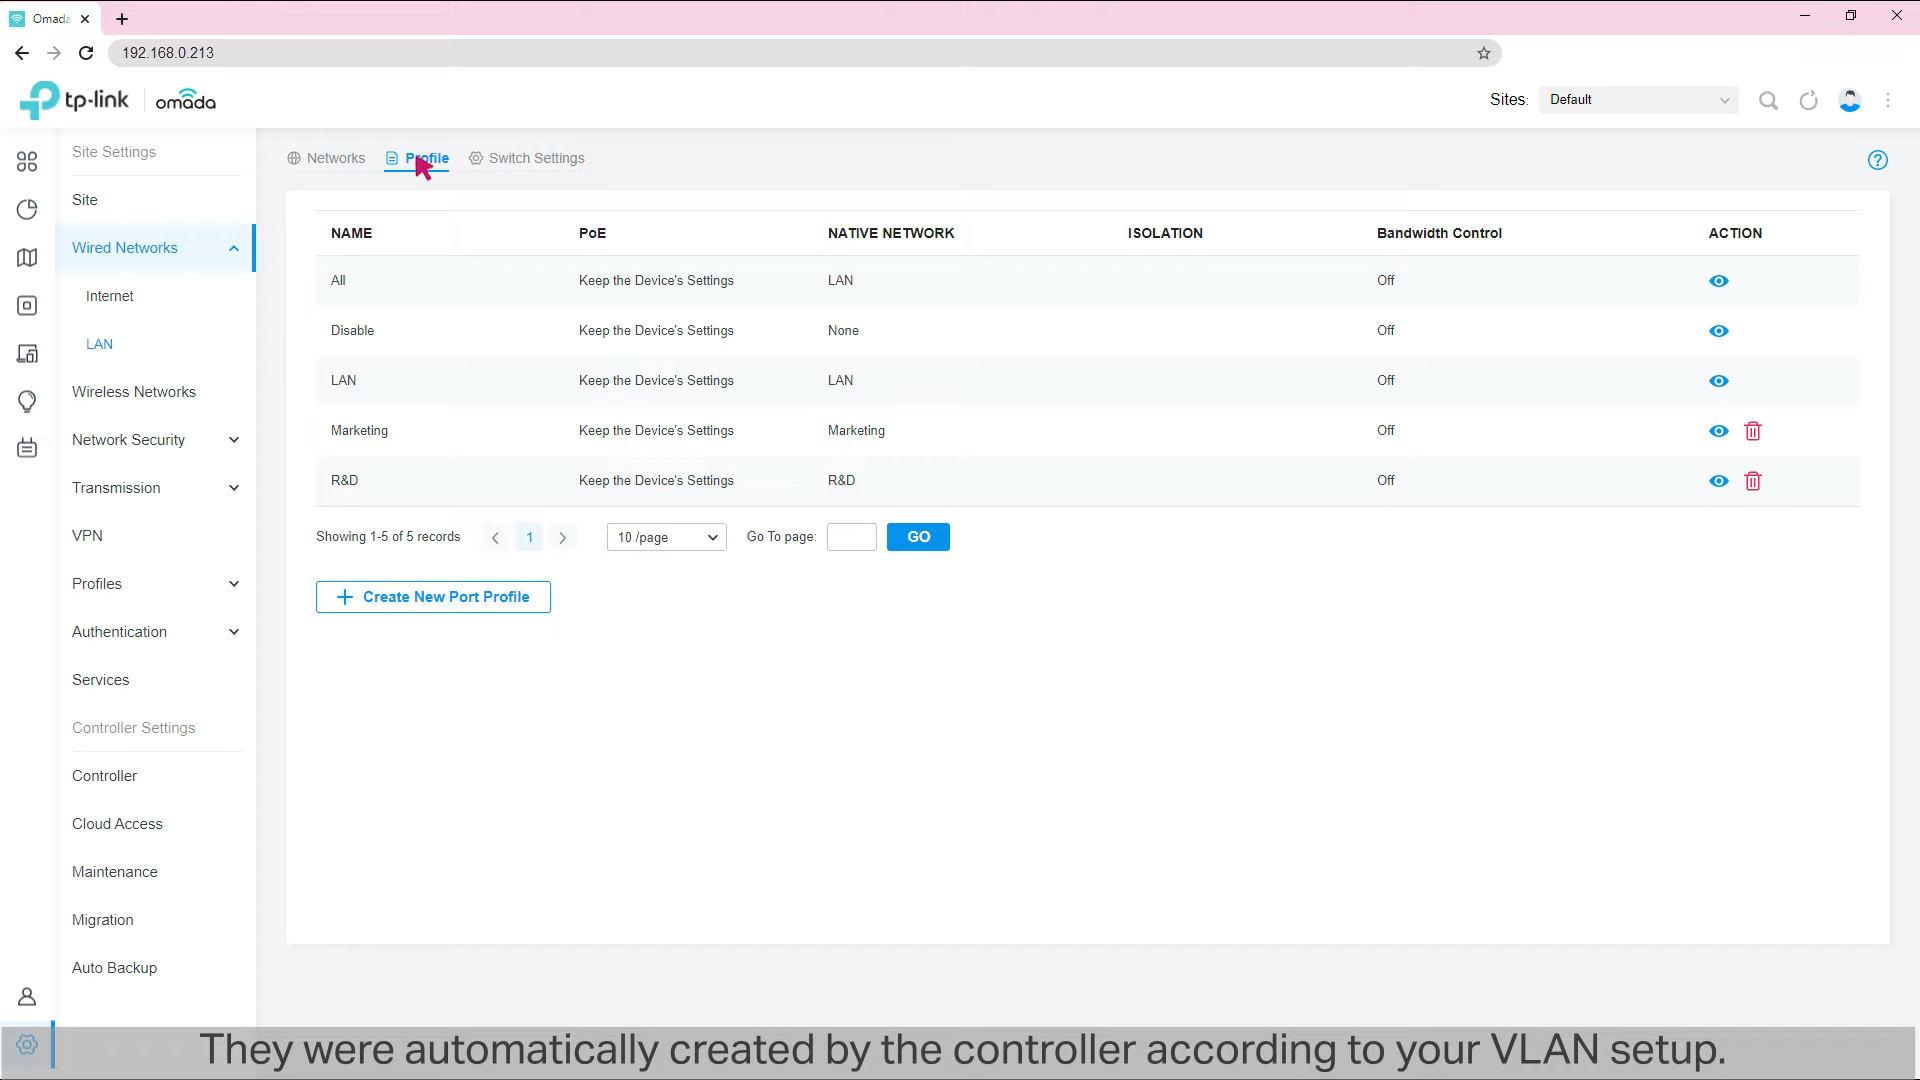 Omada
192.168.0.213
tp-link
omada
Sites:
Default
Site Settings
Site
Wired Networks
Internet
LAN
Wireless Networks
Network Security
Transmission
VPN
Profiles
Authentication
Services
Controller Settings
Controller
Cloud Access
Maintenance
Migration
Auto Backup
Networks
Profile
Switch Settings
NAME PoE NATIVE NETWORK ISOLATION Bandwidth Control ACTION
All Keep the Device's Settings LAN Off
Disable Keep the Device's Settings None Off
LAN Keep the Device's Settings LAN Off
Marketing Keep the Device's Settings Marketing Off
R&D Keep the Device's Settings R&D Off
Showing 1-5 of 5 records 1 10 /page Go To page: GO
Create New Port Profile
They were automatically created by the controller according to your VLAN setup.